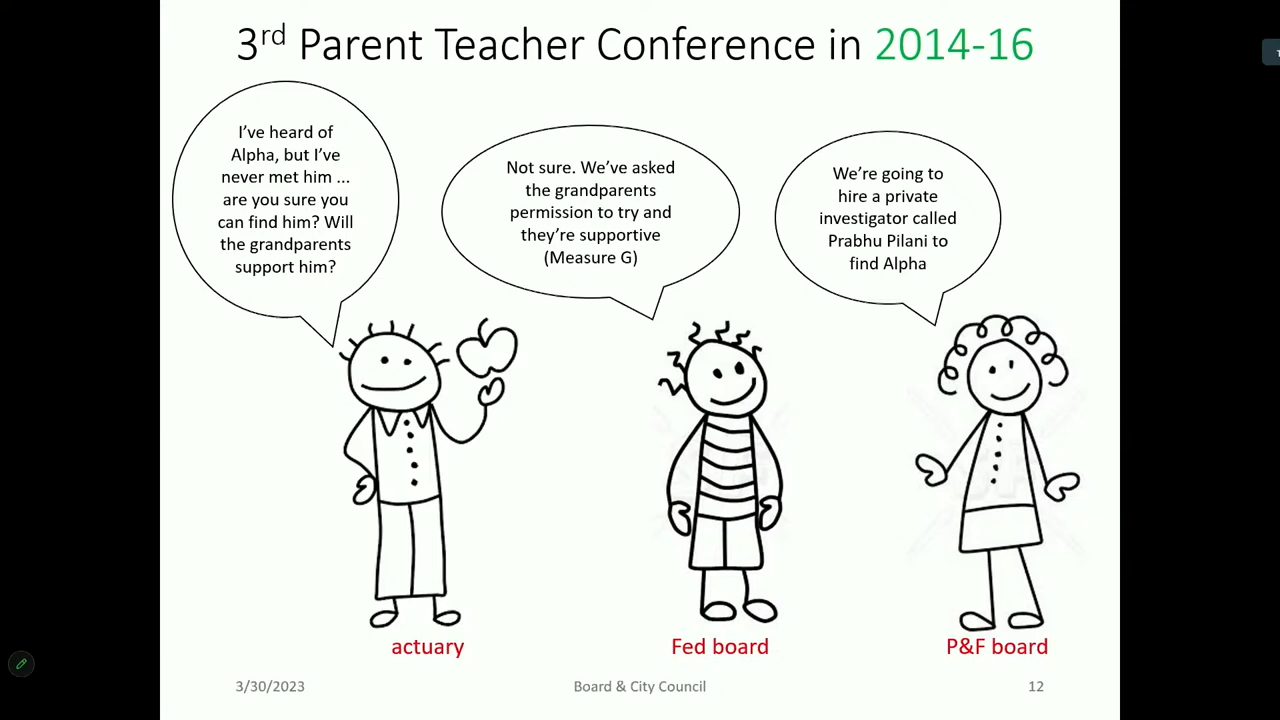 3rd Parent Teacher Conference in 2014-16
I've heard of
Alpha, but I've
never met him ...
are you sure you
can find him? Will
the grandparents
support him?
Not sure. We've asked
the grandparents
permission to try and
they're supportive
(Measure G)
We're going to
hire a private
investigator called
Prabhu Pilani to
find Alpha
actuary
Fed board
P&F board
3/30/2023
Board & City Council
12